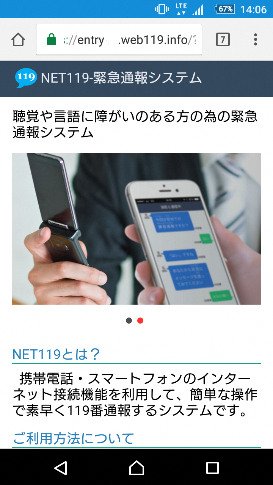 LTE 67% 14:06
://entry .web119.info/1 7
119 NET119-緊急通報システム
聴覚や言語に障がいのある方の為の緊急
通報システム
NET119とは？
携帯電話・スマートフォンのインター
ネット接続機能を利用して、簡単な操作
で素早く119番通報するシステムです。
ご利用方法について